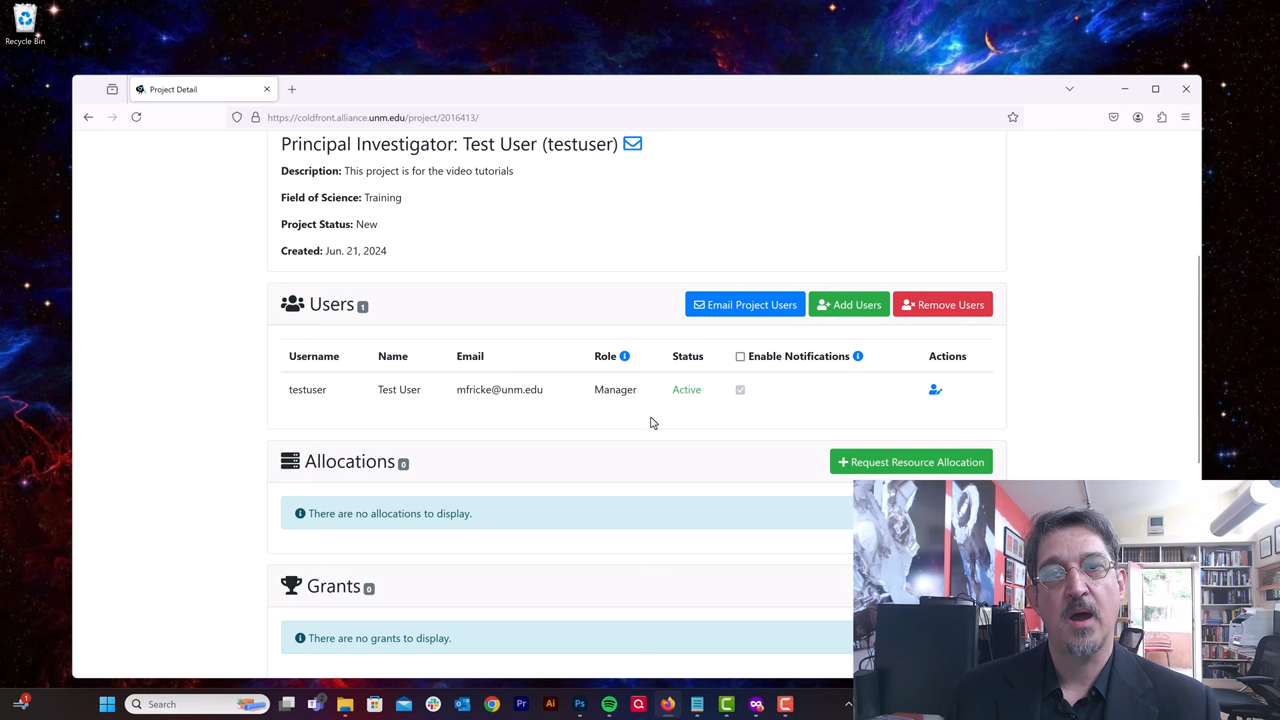 Recycle Bin
Project Detail
https://coldfront.alliance.unm.edu/project/2016413/
Principal Investigator: Test User (testuser)
Description: This project is for the video tutorials
Field of Science: Training
Project Status: New
Created: Jun. 21, 2024
Users 1
Email Project Users
Add Users
Remove Users
Username Name Email Role Status Enable Notifications Actions
testuser Test User mfricke@unm.edu Manager Active
Allocations 0
Request Resource Allocation
There are no allocations to display.
Grants 0
There are no grants to display.
1
Search
Pr
Ai
Ps